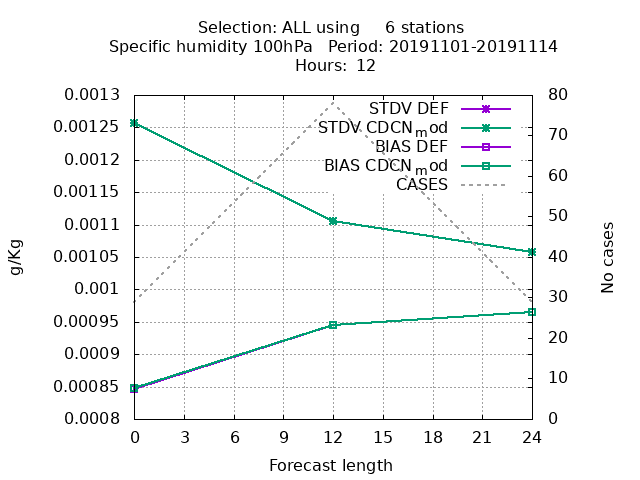 Selection: ALL using     6 stations
Specific humidity 100hPa   Period: 20191101-20191114
Hours: 12
0.0013
0.00125
0.0012
0.00115
0.0011
0.00105
0.001
0.00095
0.0009
0.00085
0.0008
g/Kg
STDV DEF
STDV CDCNmod
BIAS DEF
BIAS CDCNmod
CASES
80
70
60
50
40
30
20
10
0
No cases
0 3 6 9 12 15 18 21 24
Forecast length